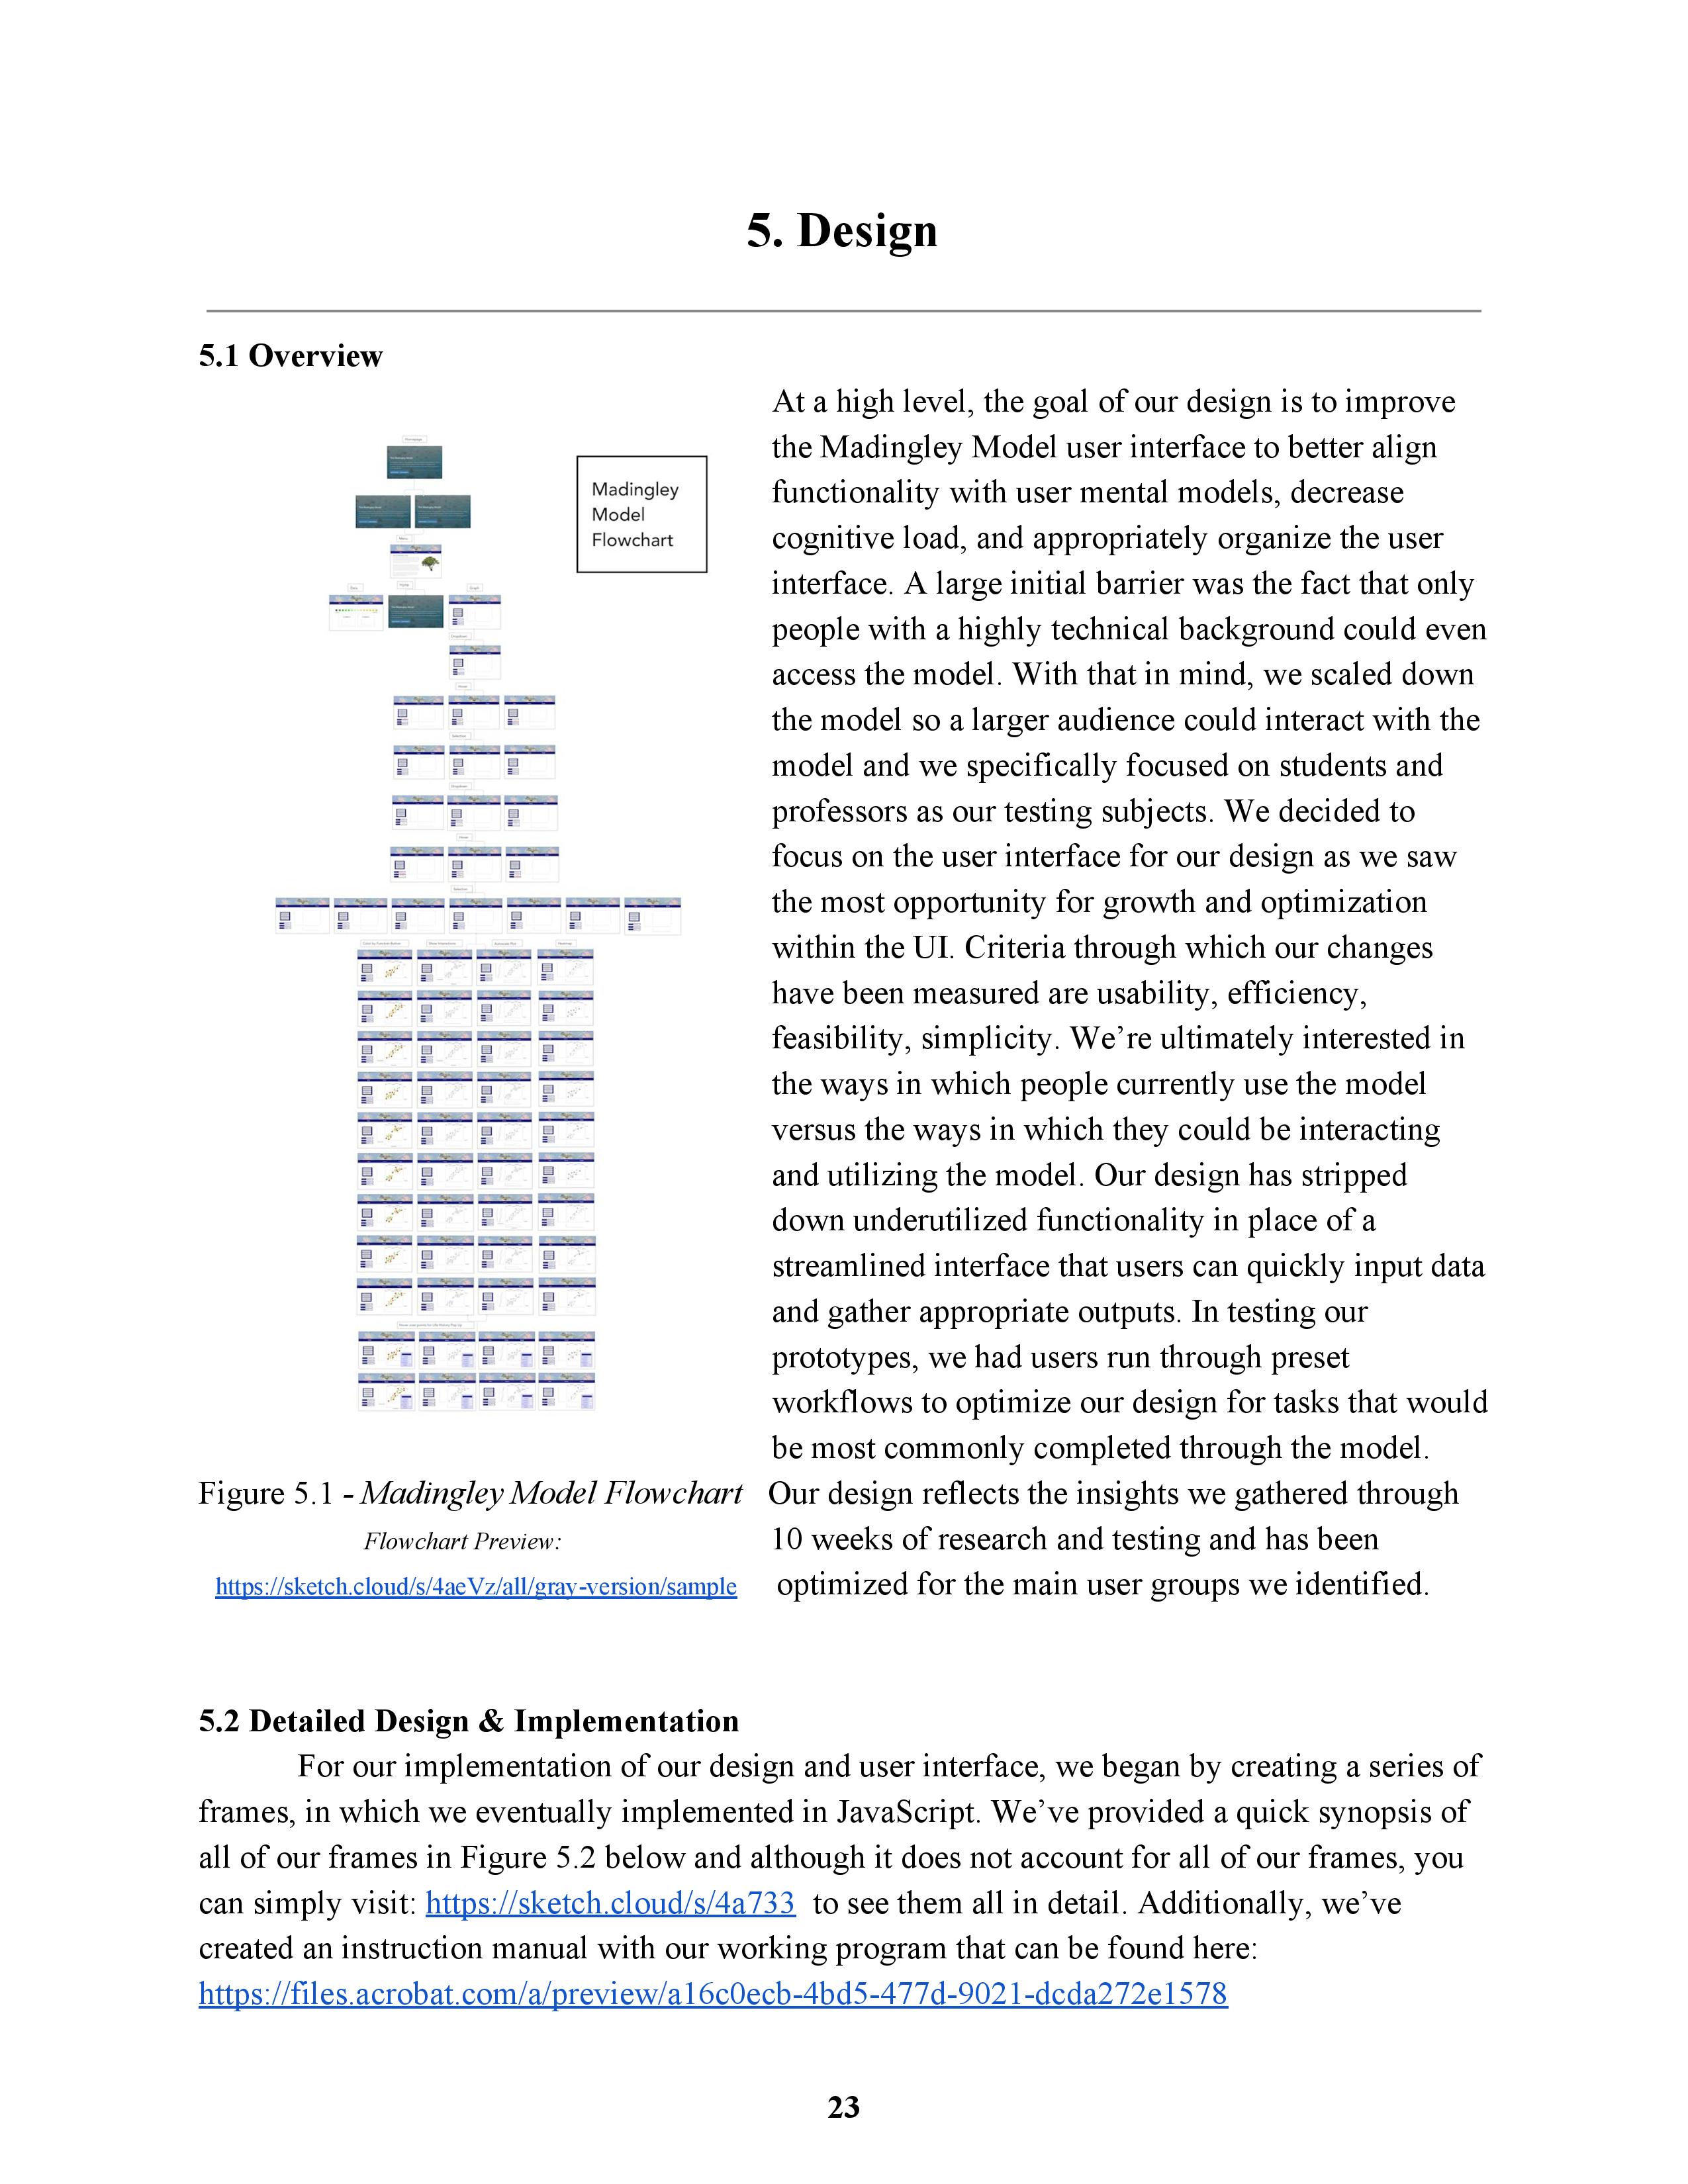 5. Design
5.1 Overview
Homepage
Madingley
Model
Flowchart
Menu
Data
Home
Graph
Dropdown
Selection
Dropdown
Selection
Heatmap
At a high level, the goal of our design is to improve
the Madingley Model user interface to better align
functionality with user mental models, decrease
cognitive load, and appropriately organize the user
interface. A large initial barrier was the fact that only
people with a highly technical background could even
access the model. With that in mind, we scaled down
the model so a larger audience could interact with the
model and we specifically focused on students and
professors as our testing subjects. We decided to
focus on the user interface for our design as we saw
the most opportunity for growth and optimization
within the UI. Criteria through which our changes
have been measured are usability, efficiency,
feasibility, simplicity. We’re ultimately interested in
the ways in which people currently use the model
versus the ways in which they could be interacting
and utilizing the model. Our design has stripped
down underutilized functionality in place of a
streamlined interface that users can quickly input data
and gather appropriate outputs. In testing our
prototypes, we had users run through preset
workflows to optimize our design for tasks that would
be most commonly completed through the model.
Figure 5.1 - Madingley Model Flowchart Our design reflects the insights we gathered through
Flowchart Preview: 10 weeks of research and testing and has been
https://sketch.cloud/s/4aeVz/all/gray-version/sample optimized for the main user groups we identified.
5.2 Detailed Design & Implementation
For our implementation of our design and user interface, we began by creating a series of
frames, in which we eventually implemented in JavaScript. We’ve provided a quick synopsis of
all of our frames in Figure 5.2 below and although it does not account for all of our frames, you
can simply visit: https://sketch.cloud/s/4a733 to see them all in detail. Additionally, we’ve
created an instruction manual with our working program that can be found here:
https://files.acrobat.com/a/preview/a16c0ecb-4bd5-477d-9021-dcda272e1578
23